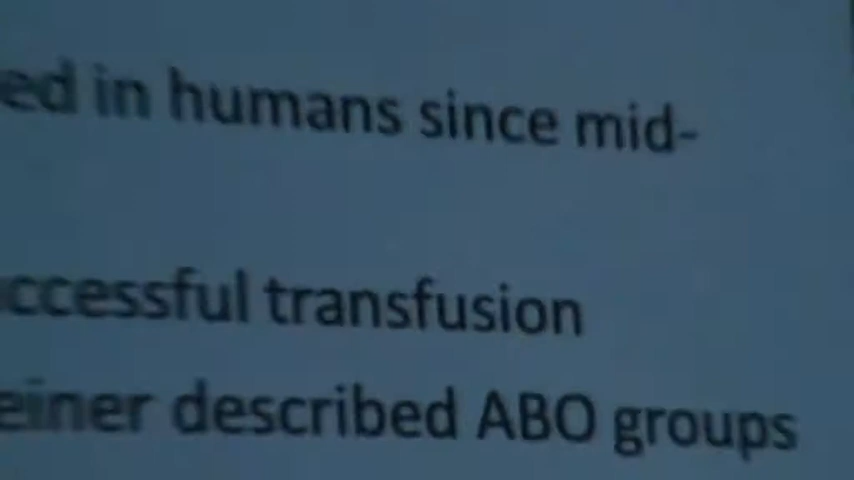 ed in humans since mid-
ccessful transfusion
einer described ABO groups